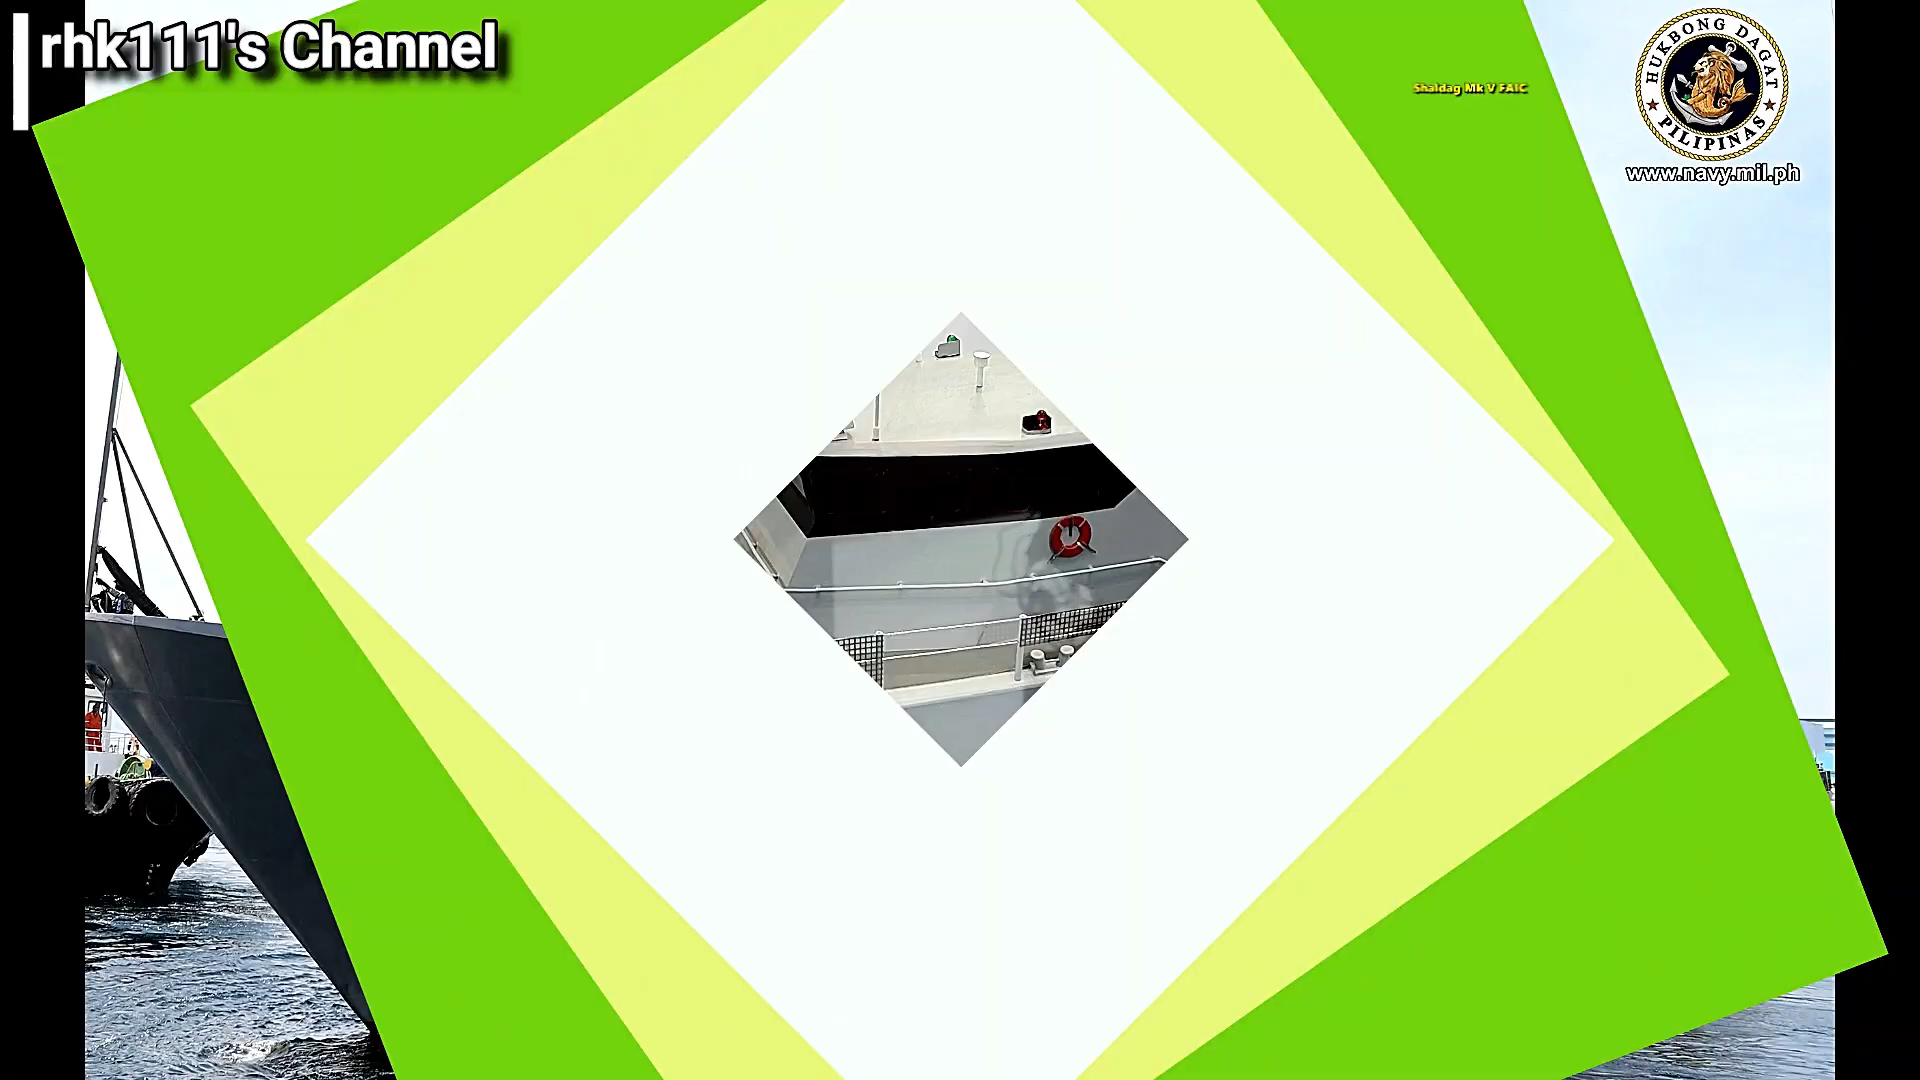 rhk111's Channel
Shaldag Mk V FAIC
HUKBONG DAGAT
PILIPINAS
www.navy.mil.ph